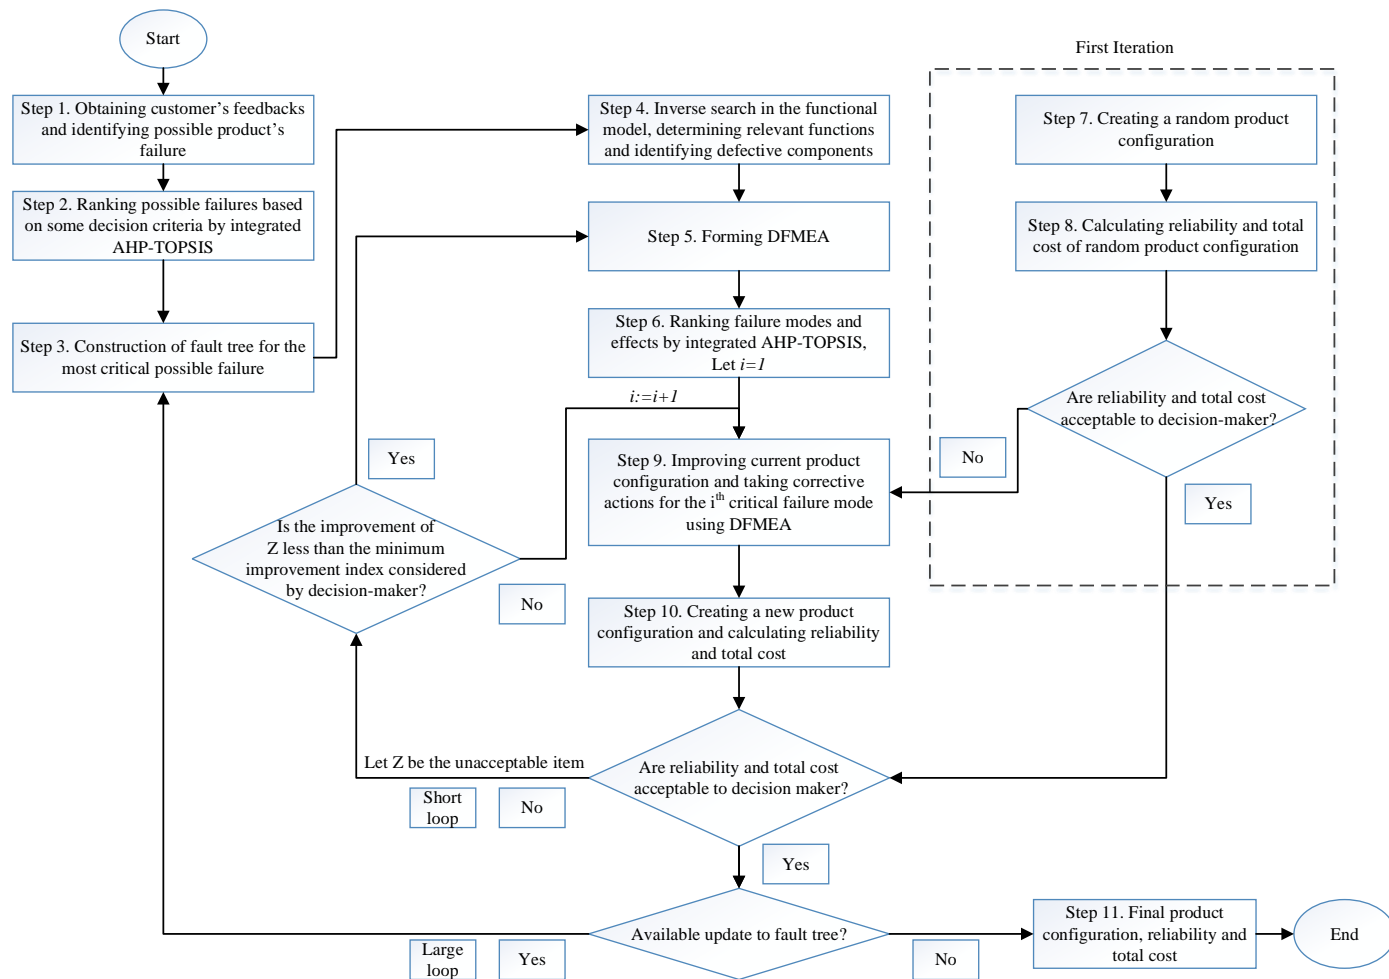 Start
First Iteration
Step 1. Obtaining customer's feedbacks
and identifying possible product's
failure
Step 2. Ranking possible failures based
on some decision criteria by integrated
AHP-TOPSIS
Step 3. Construction of fault tree for the
most critical possible failure
Step 4. Inverse search in the functional
model, determining relevant functions
and identifying defective components
Step 5. Forming DFMEA
Step 6. Ranking failure modes and
effects by integrated AHP-TOPSIS,
Let i=1
i:=i+1
Step 7. Creating a random product
configuration
Step 8. Calculating reliability and total
cost of random product configuration
Are reliability and total cost
acceptable to decision-maker?
No
Yes
Step 9. Improving current product
configuration and taking corrective
actions for the ith critical failure mode
using DFMEA
Yes
Is the improvement of
Z less than the minimum
improvement index considered
by decision-maker?
No
Step 10. Creating a new product
configuration and calculating reliability
and total cost
Let Z be the unacceptable item
Short
loop
No
Are reliability and total cost
acceptable to decision maker?
Yes
Available update to fault tree?
Large
loop
Yes
No
Step 11. Final product
configuration, reliability and
total cost
End